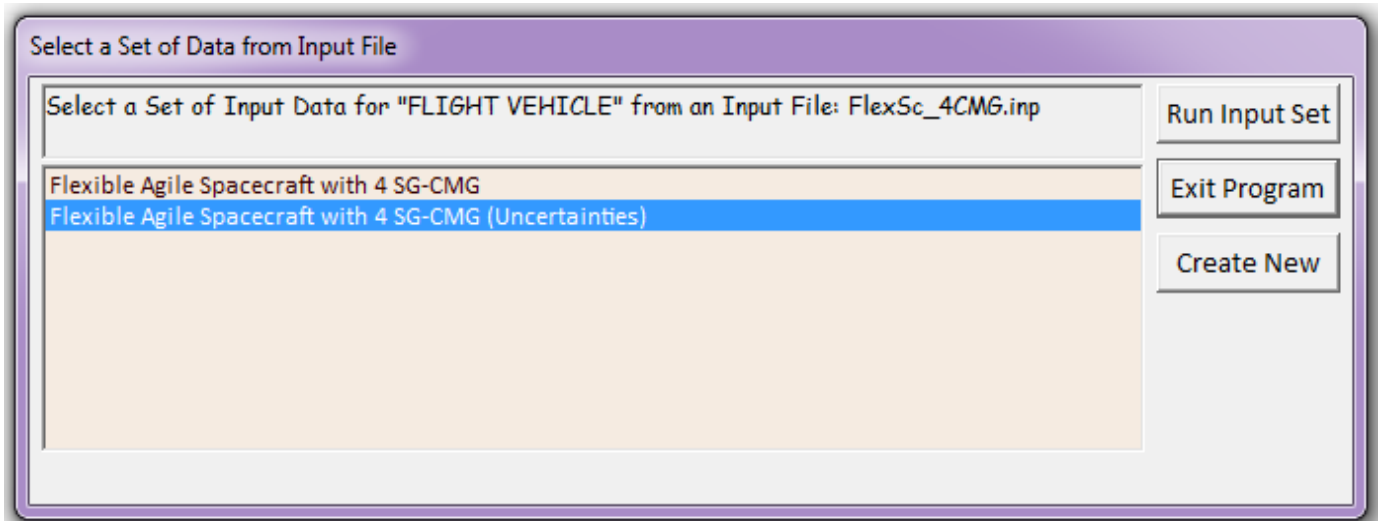 Select a Set of Data from Input File
Select a Set of Input Data for "FLIGHT VEHICLE" from an Input File: FlexSc_4CMG.inp
Run Input Set
Flexible Agile Spacecraft with 4 SG-CMG
Exit Program
Flexible Agile Spacecraft with 4 SG-CMG (Uncertainties)
Create New